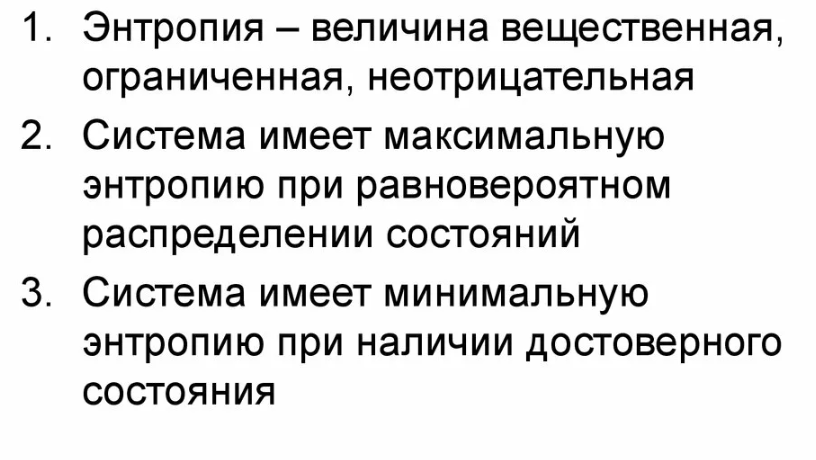 1. Энтропия – величина вещественная,
ограниченная, неотрицательная
2. Система имеет максимальную
энтропию при равновероятном
распределении состояний
3. Система имеет минимальную
энтропию при наличии достоверного
состояния